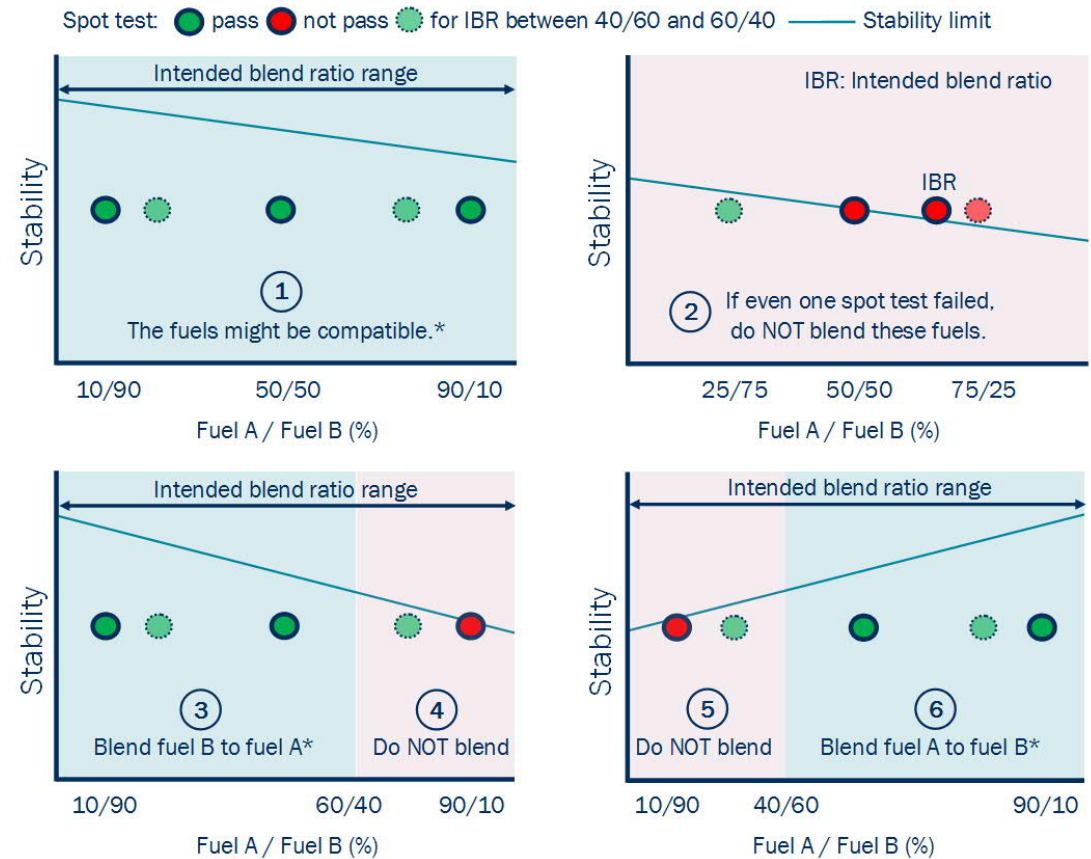 Spot test: pass not pass for IBR between 40/60 and 60/40 Stability limit
Intended blend ratio range
Stability
1
The fuels might be compatible.*
10/90 50/50 90/10
Fuel A / Fuel B (%)
IBR: Intended blend ratio
Stability
IBR
2
If even one spot test failed,
do NOT blend these fuels.
25/75 50/50 75/25
Fuel A / Fuel B (%)
Intended blend ratio range
Stability
3
Blend fuel B to fuel A*
4
Do NOT blend
10/90 60/40 90/10
Fuel A / Fuel B (%)
Intended blend ratio range
Stability
5
Do NOT blend
6
Blend fuel A to fuel B*
10/90 40/60 90/10
Fuel A / Fuel B (%)